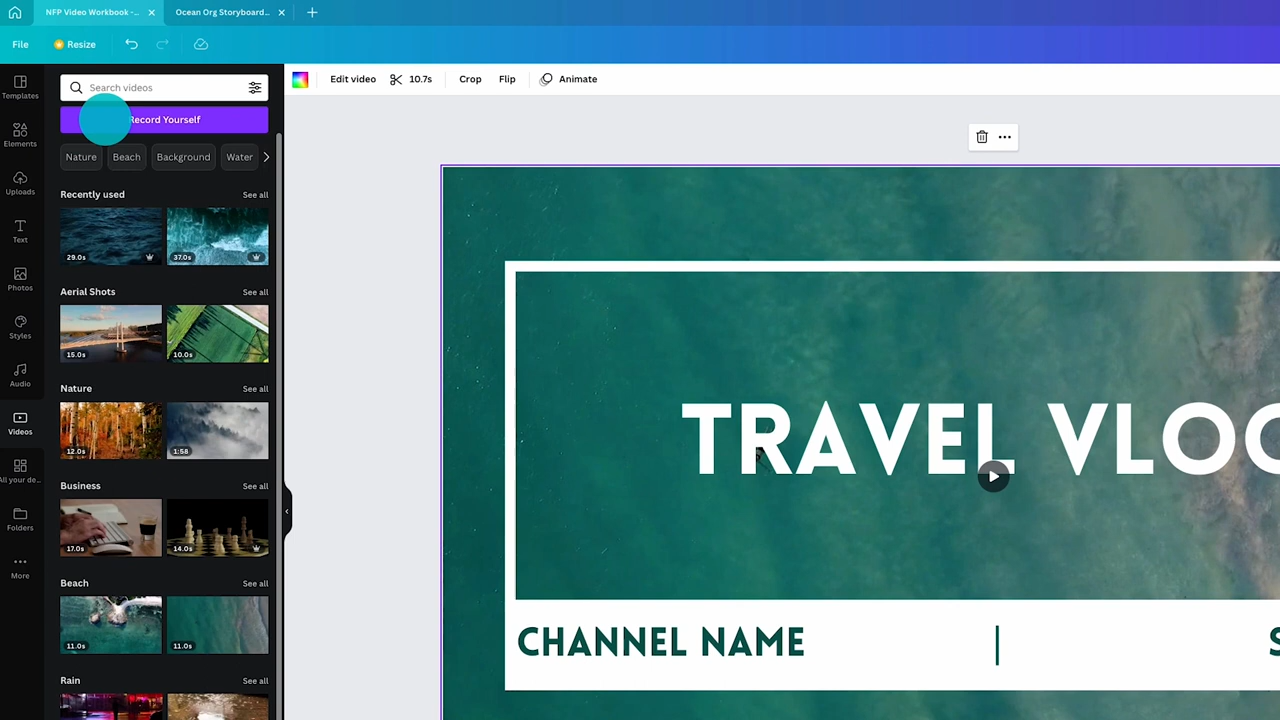 NFP Video Workbook -...
Ocean Org Storyboard...
File
Resize
Edit video
10.7s
Crop
Flip
Animate
Templates
Elements
Uploads
Text
Photos
Styles
Audio
Videos
All your de...
Folders
More
Search videos
Record Yourself
Nature
Beach
Background
Water
Recently used
See all
29.0s
37.0s
Aerial Shots
See all
15.0s
10.0s
Nature
See all
12.0s
1:58
Business
See all
17.0s
14.0s
Beach
See all
11.0s
11.0s
Rain
See all
TRAVEL VLO
CHANNEL NAME